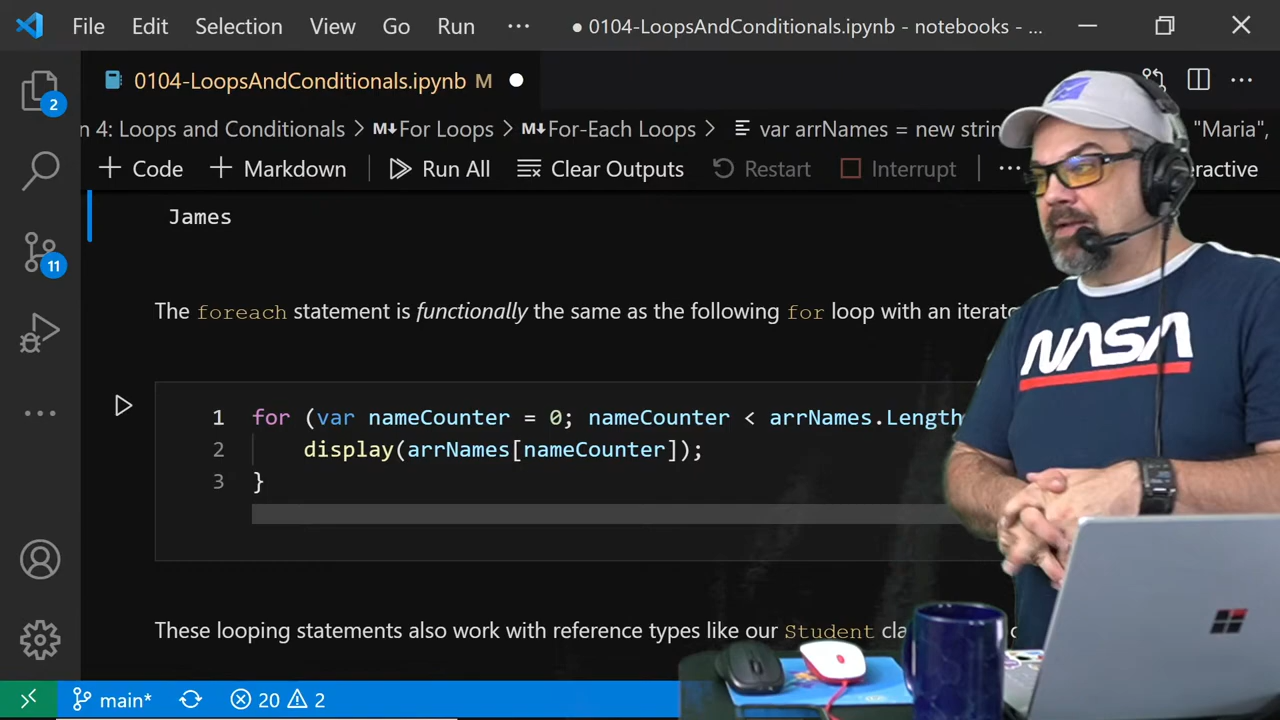 File Edit Selection View Go Run ··· ● 0104-LoopsAndConditionals.ipynb - notebooks - ...
0104-LoopsAndConditionals.ipynb M
n 4: Loops and Conditionals > For Loops > For-Each Loops > var arrNames = new "Maria",
+ Code + Markdown Run All Clear Outputs Restart Interrupt ···
James
The foreach statement is functionally the same as the following for loop with an
1 for (var nameCounter = 0; nameCounter < arrNames.Length
2 display(arrNames[nameCounter]);
3 }
These looping statements also work with reference types like our Student
main* 20 2
2
11
NASA